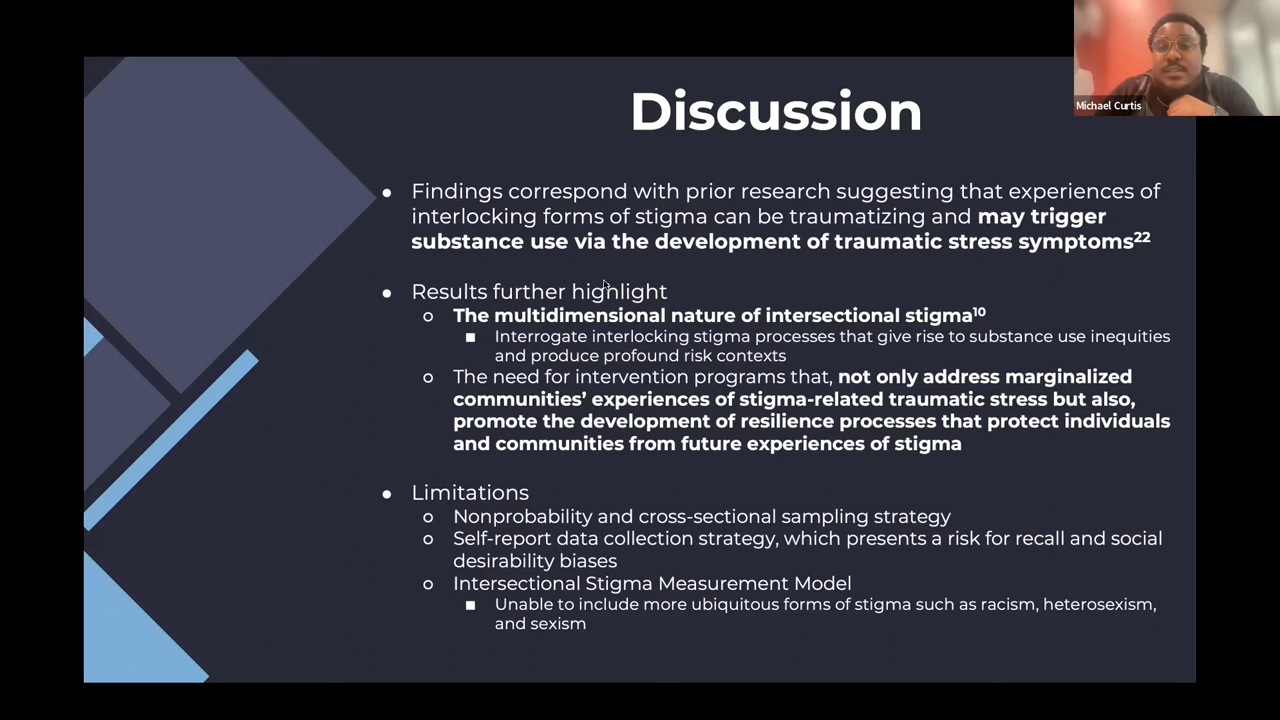 Discussion
Michael Curtis
● Findings correspond with prior research suggesting that experiences of
interlocking forms of stigma can be traumatizing and may trigger
substance use via the development of traumatic stress symptoms²²
● Results further highlight
○ The multidimensional nature of intersectional stigma¹⁰
■ Interrogate interlocking stigma processes that give rise to substance use inequities
and produce profound risk contexts
○ The need for intervention programs that, not only address marginalized
communities’ experiences of stigma-related traumatic stress but also,
promote the development of resilience processes that protect individuals
and communities from future experiences of stigma
● Limitations
○ Nonprobability and cross-sectional sampling strategy
○ Self-report data collection strategy, which presents a risk for recall and social
desirability biases
○ Intersectional Stigma Measurement Model
■ Unable to include more ubiquitous forms of stigma such as racism, heterosexism,
and sexism